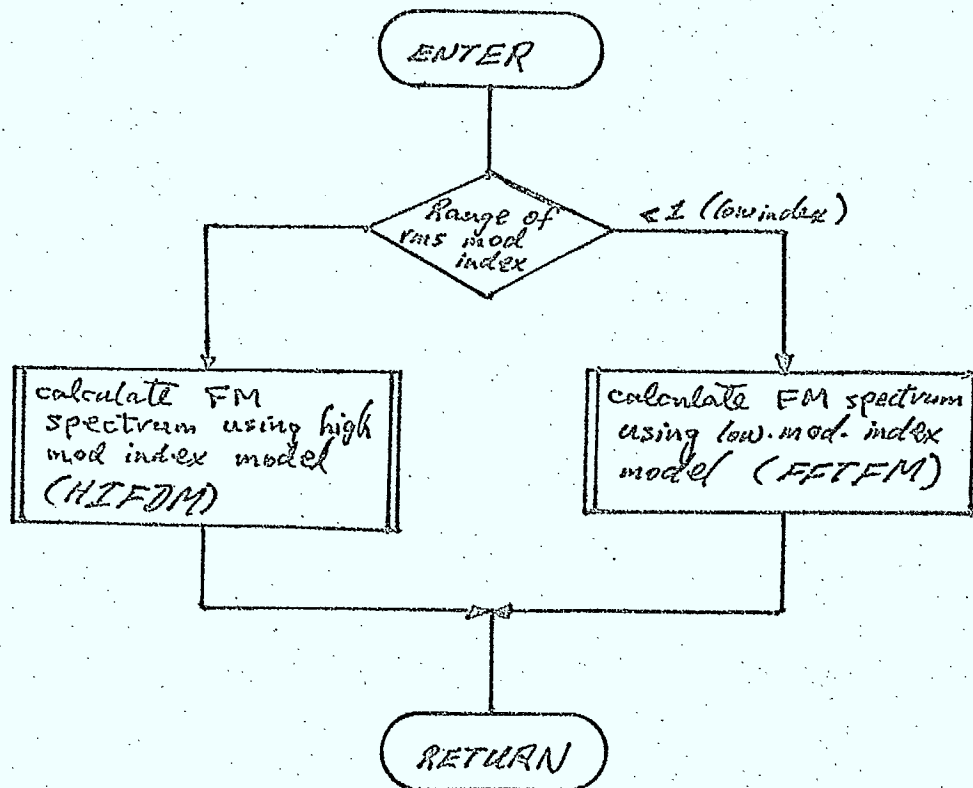 ENTER
Range of
rms mod
index
< 1 (low index)
calculate FM
spectrum using high
mod index model
(HIFDM)
calculate FM spectrum
using low. mod. index
model (FFTFM)
RETURN